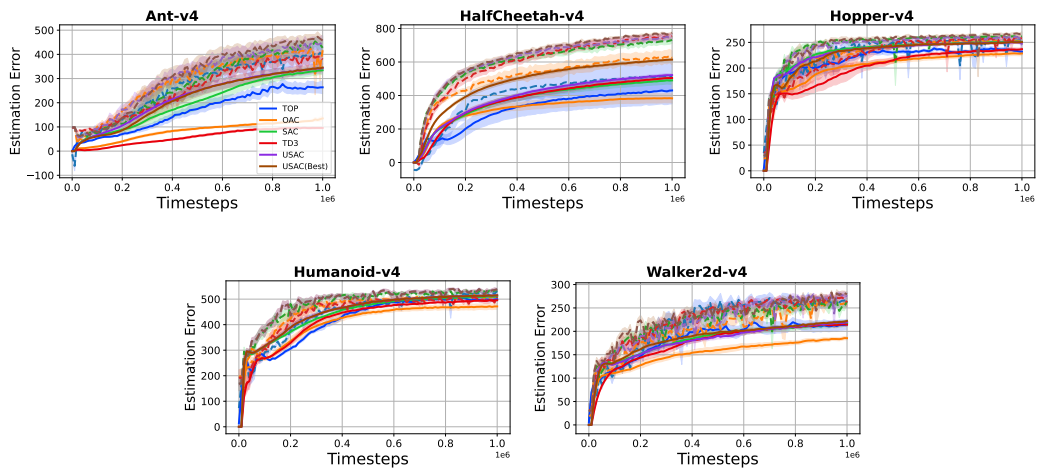 Ant-v4
Estimation Error
500
400
300
200
100
0
−100
TOP
OAC
SAC
TD3
USAC
USAC(Best)
0.0 0.2 0.4 0.6 0.8 1.0
1e6
Timesteps
HalfCheetah-v4
Estimation Error
800
600
400
200
0
0.0 0.2 0.4 0.6 0.8 1.0
1e6
Timesteps
Hopper-v4
Estimation Error
250
200
150
100
50
0
0.0 0.2 0.4 0.6 0.8 1.0
1e6
Timesteps
Humanoid-v4
Estimation Error
500
400
300
200
100
0
0.0 0.2 0.4 0.6 0.8 1.0
1e6
Timesteps
Walker2d-v4
Estimation Error
300
250
200
150
100
50
0
0.0 0.2 0.4 0.6 0.8 1.0
1e6
Timesteps